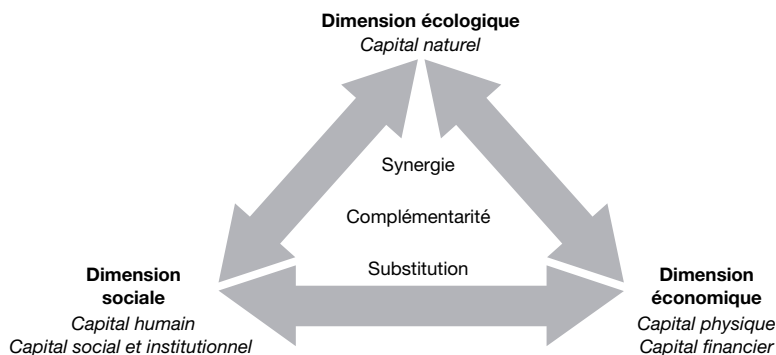 Dimension écologique
Capital naturel
Synergie
Complémentarité
Substitution
Dimension
sociale
Capital humain
Capital social et institutionnel
Dimension
économique
Capital physique
Capital financier